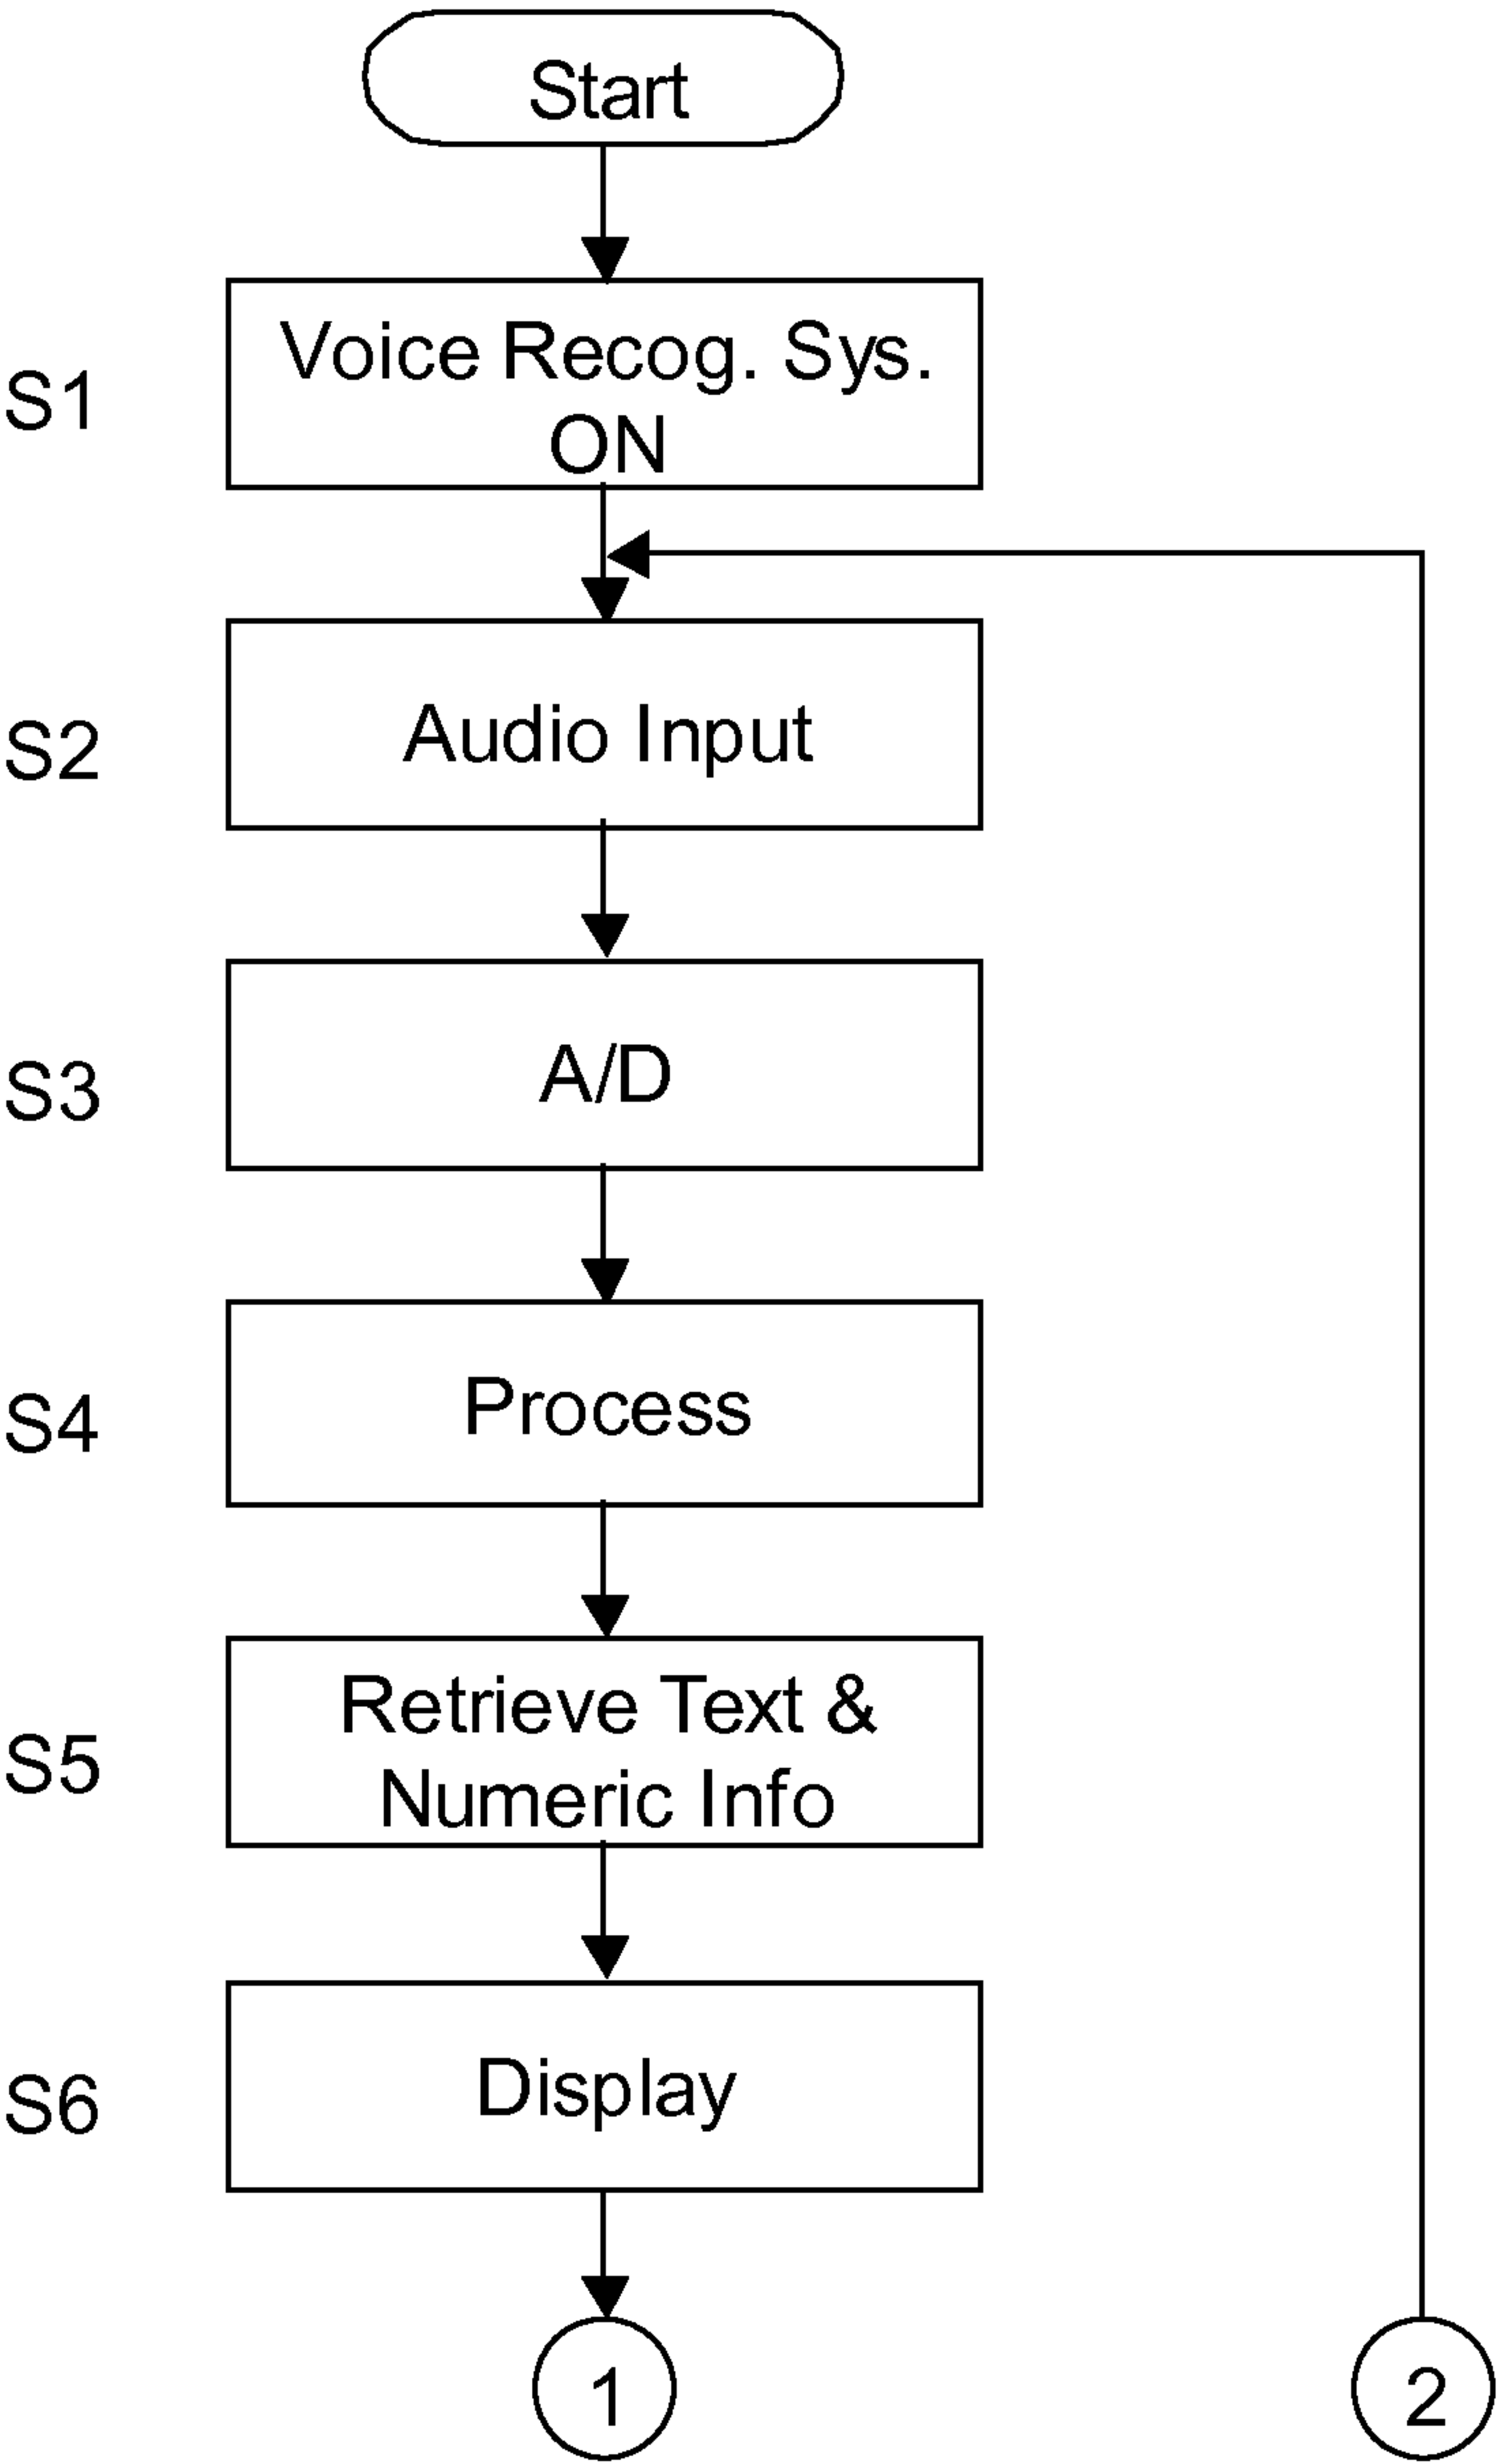 Start
S1
Voice Recog. Sys.
ON
S2
Audio Input
S3
A/D
S4
Process
S5
Retrieve Text &
Numeric Info
S6
Display
1
2